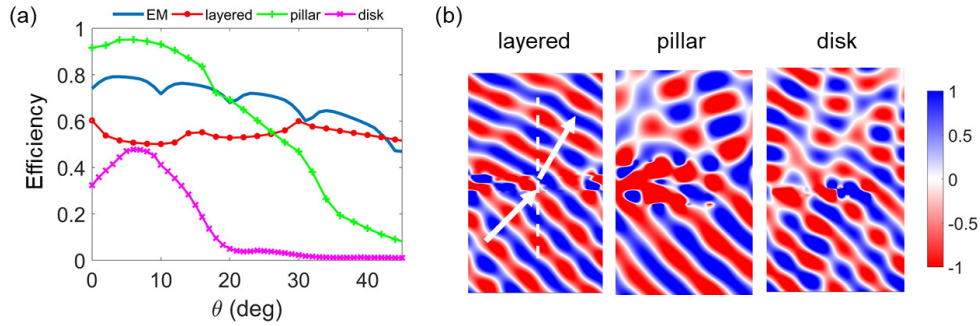 (a)
EM layered pillar disk
Efficiency
1
0.8
0.6
0.4
0.2
0
0 10 20 30 40
θ (deg)
(b)
layered pillar disk
1
0.5
0
-0.5
-1